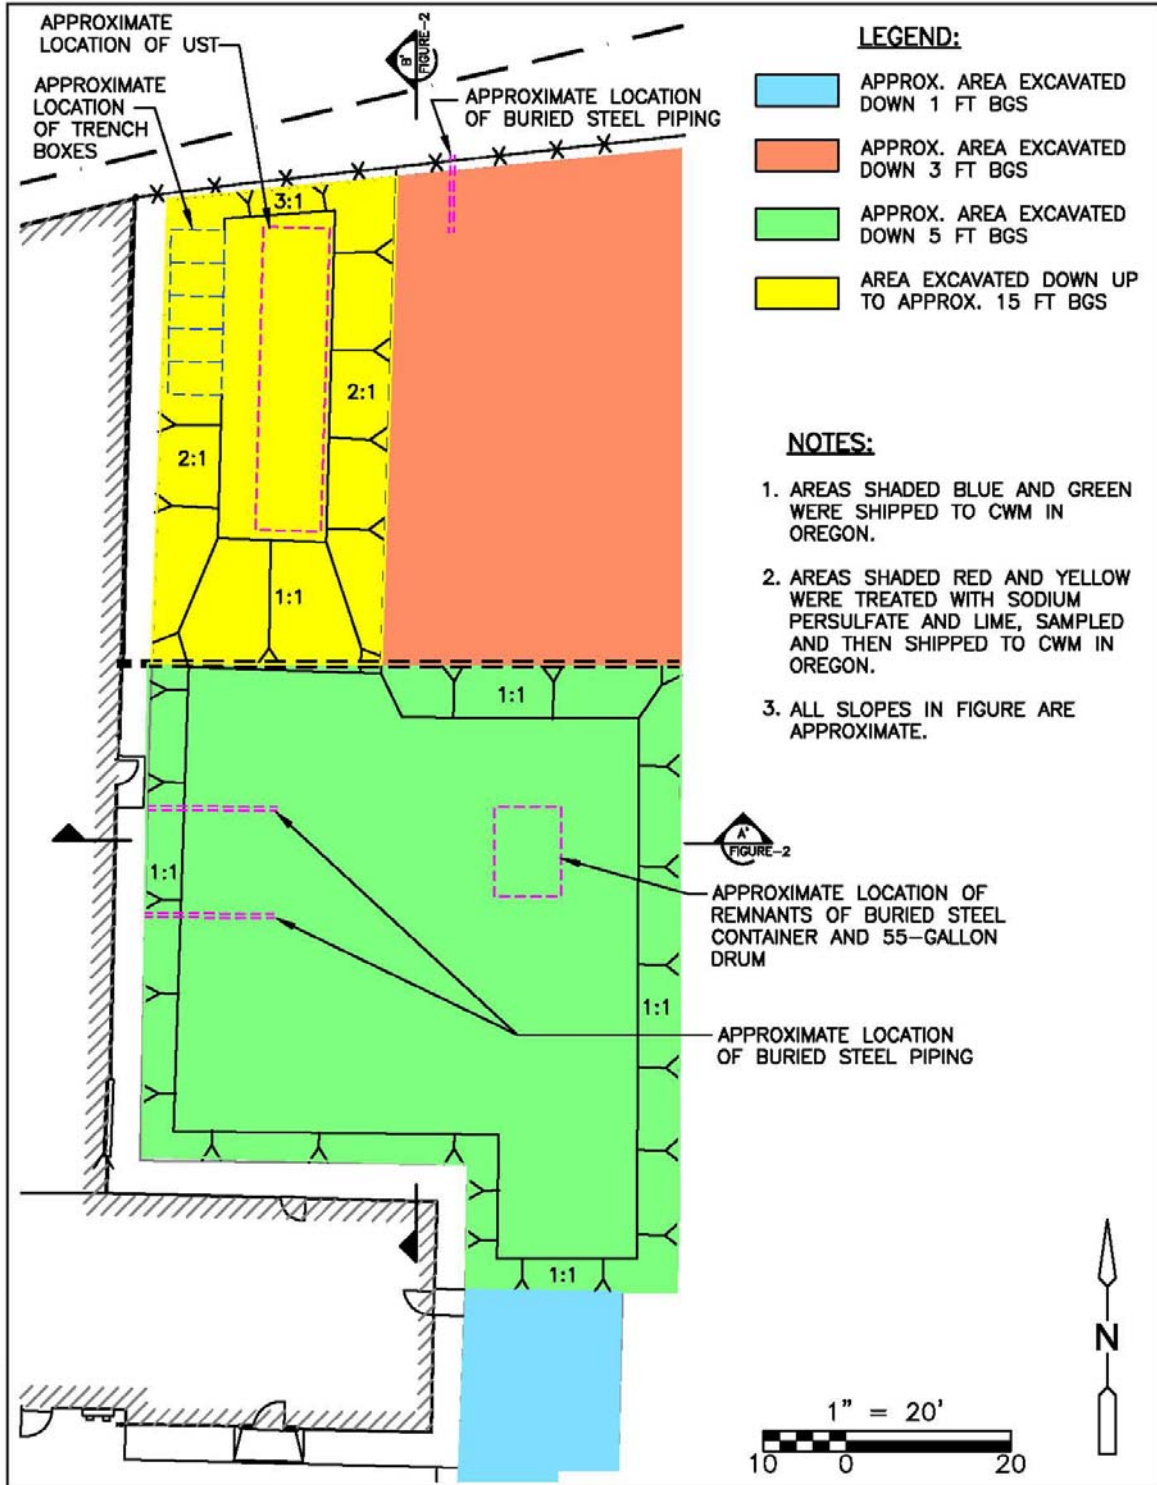 APPROXIMATE
LOCATION OF UST
APPROXIMATE
LOCATION
OF TRENCH
BOXES
B'
FIGURE-2
APPROXIMATE LOCATION
OF BURIED STEEL PIPING
LEGEND:
APPROX. AREA EXCAVATED
DOWN 1 FT BGS
APPROX. AREA EXCAVATED
DOWN 3 FT BGS
APPROX. AREA EXCAVATED
DOWN 5 FT BGS
AREA EXCAVATED DOWN UP
TO APPROX. 15 FT BGS
3:1
2:1
2:1
1:1
NOTES:
1. AREAS SHADED BLUE AND GREEN
WERE SHIPPED TO CWM IN
OREGON.
2. AREAS SHADED RED AND YELLOW
WERE TREATED WITH SODIUM
PERSULFATE AND LIME, SAMPLED
AND THEN SHIPPED TO CWM IN
OREGON.
3. ALL SLOPES IN FIGURE ARE
APPROXIMATE.
1:1
1:1
A'
FIGURE-2
APPROXIMATE LOCATION OF
REMNANTS OF BURIED STEEL
CONTAINER AND 55-GALLON
DRUM
1:1
APPROXIMATE LOCATION
OF BURIED STEEL PIPING
1:1
N
1" = 20'
10 0 20